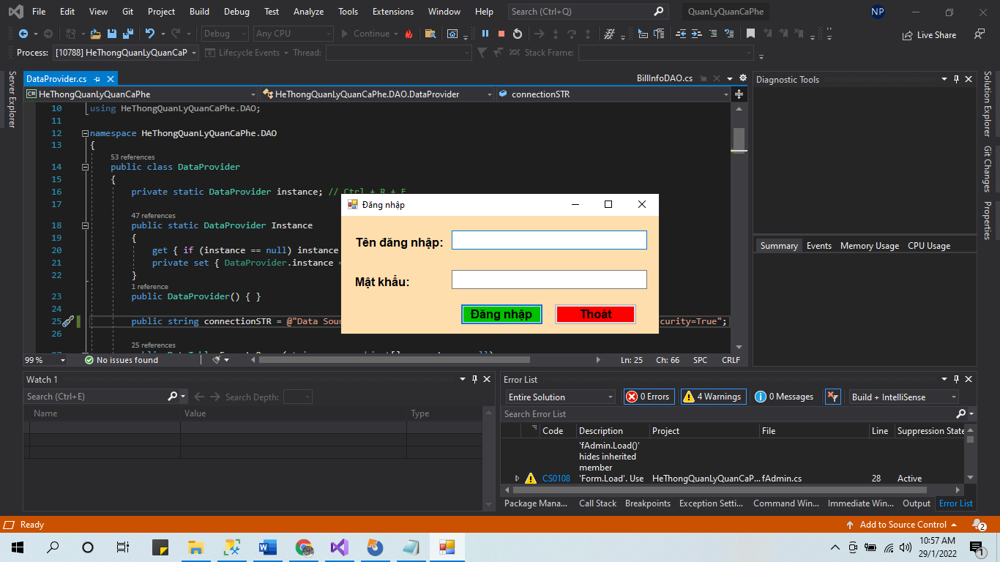 File Edit View Git Project Build Debug Test Analyze Tools Extensions Window Help Search (Ctrl+Q) QuanLyQuanCaPhe NP
Debug Any CPU Continue Live Share
Process: [10788] HeThongQuanLyQuanCaP Lifecycle Events Thread: Stack Frame:
Server Explorer
DataProvider.cs BillInfoDAO.cs
HeThongQuanLyQuanCaPhe HeThongQuanLyQuanCaPhe.DAO.DataProvider connectionSTR
10 using HeThongQuanLyQuanCaPhe.DAO;
11
12 namespace HeThongQuanLyQuanCaPhe.DAO
13 {
53 references
14 public class DataProvider
15 {
16 private static DataProvider instance; // Ctrl + R + E
17
47 references
18 public static DataProvider Instance
19 {
20 get { if (instance == null) instance
21 private set { DataProvider.instance =
22 }
1 reference
23 public DataProvider() { }
24
25 public string connectionSTR = @"Data Sour curity=True";
26
25 references
99 % No issues found Ln: 25 Ch: 66 SPC CRLF
Đăng nhập
Tên đăng nhập:
Mật khẩu:
Đăng nhập Thoát
Diagnostic Tools
Summary Events Memory Usage CPU Usage
Solution Explorer
Git Changes
Properties
Watch 1
Search (Ctrl+E) Search Depth:
Name Value Type
Error List
Entire Solution 0 Errors 4 Warnings 0 Messages Build + IntelliSense
Search Error List
Code Description Project File Line Suppression State
'fAdmin.Load()'
hides inherited
member
CS0108 'Form.Load'. Use HeThongQuanLyQuanCaP... fAdmin.cs 28 Active
Package Mana... Call Stack Breakpoints Exception Setti... Command Win... Immediate Win... Output Error List
Ready Add to Source Control 2
10:57 AM
29/1/2022
1